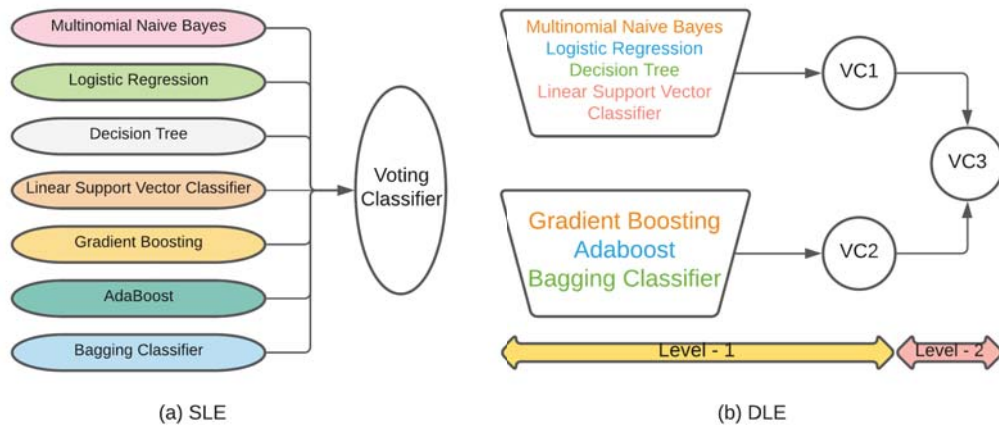 Multinomial Naive Bayes
Logistic Regression
Decision Tree
Linear Support Vector Classifier
Gradient Boosting
AdaBoost
Bagging Classifier
Voting
Classifier
(a) SLE
Multinomial Naive Bayes
Logistic Regression
Decision Tree
Linear Support Vector
Classifier
VC1
VC3
Gradient Boosting
Adaboost
Bagging Classifier
VC2
Level - 1
Level - 2
(b) DLE